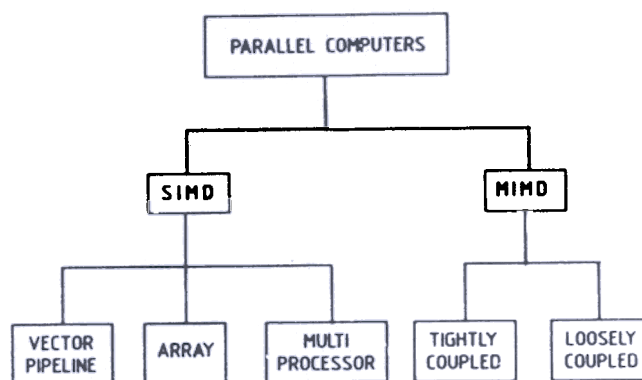 PARALLEL COMPUTERS
SIMD
MIMD
VECTOR
PIPELINE
ARRAY
MULTI
PROCESSOR
TIGHTLY
COUPLED
LOOSELY
COUPLED